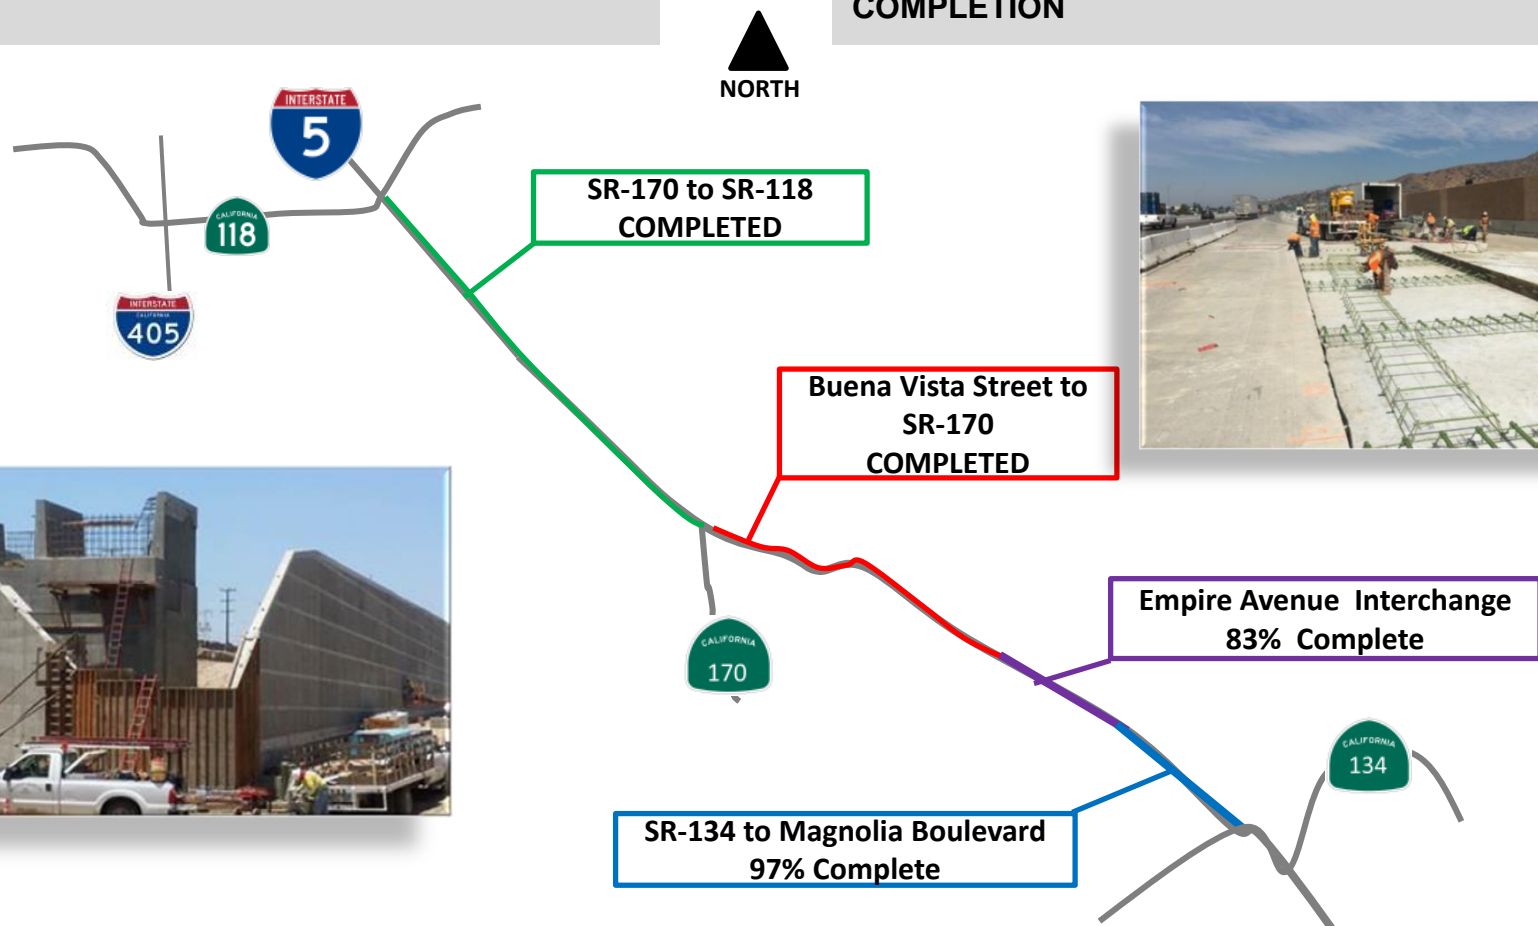 COMPLETION
NORTH
INTERSTATE
5
SR-170 to SR-118
COMPLETED
CALIFORNIA
118
INTERSTATE
CALIFORNIA
405
Buena Vista Street to
SR-170
COMPLETED
Empire Avenue Interchange
83% Complete
CALIFORNIA
170
CALIFORNIA
134
SR-134 to Magnolia Boulevard
97% Complete